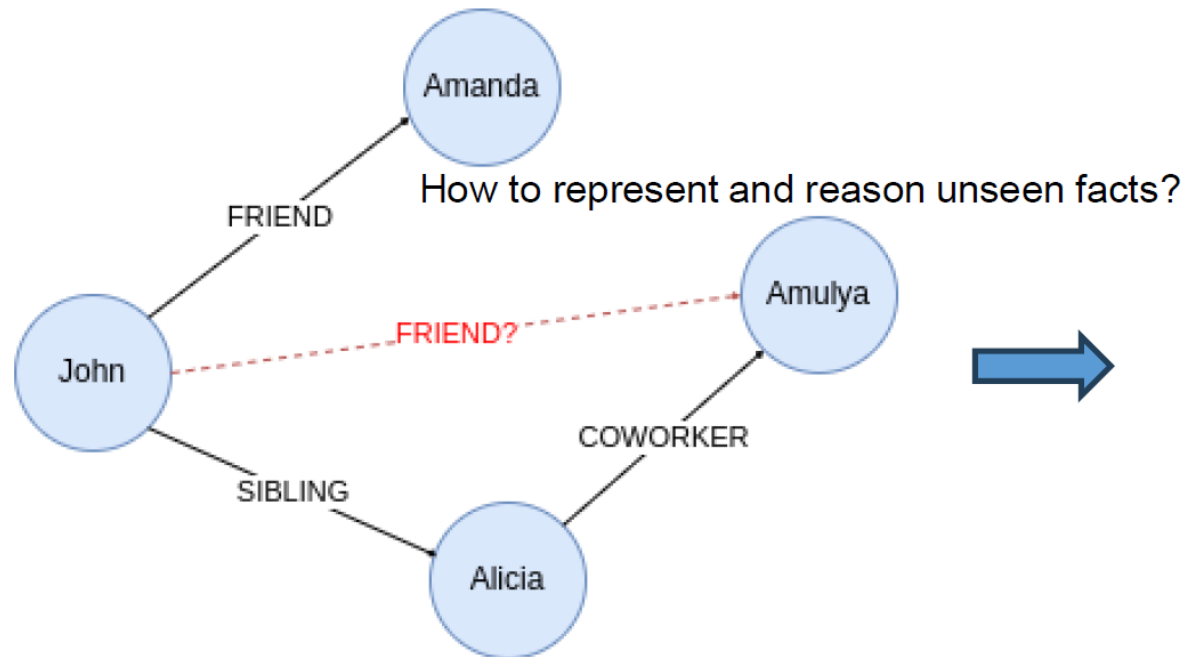 Amanda
How to represent and reason unseen facts?
FRIEND
Amulya
FRIEND?
John
COWORKER
SIBLING
Alicia